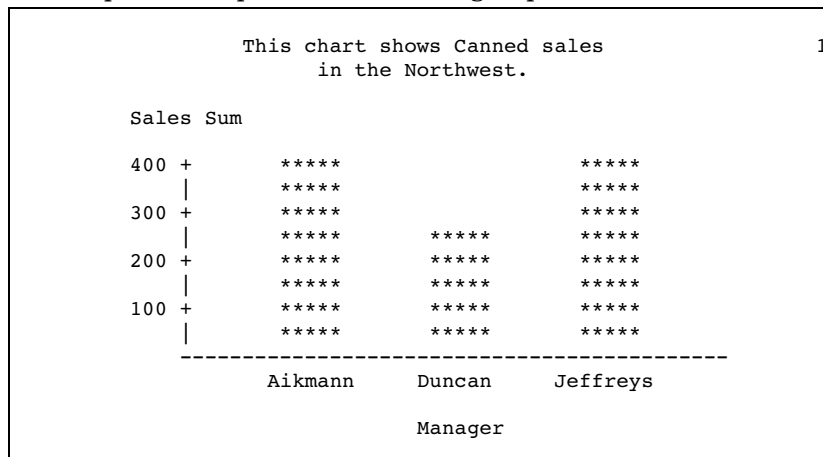 This chart shows Canned sales 1
in the Northwest.
Sales Sum
400 + ***** *****
| ***** *****
300 + ***** *****
| ***** ***** *****
200 + ***** ***** *****
| ***** ***** *****
100 + ***** ***** *****
| ***** ***** *****
--------------------------------------------
Aikmann Duncan Jeffreys
Manager